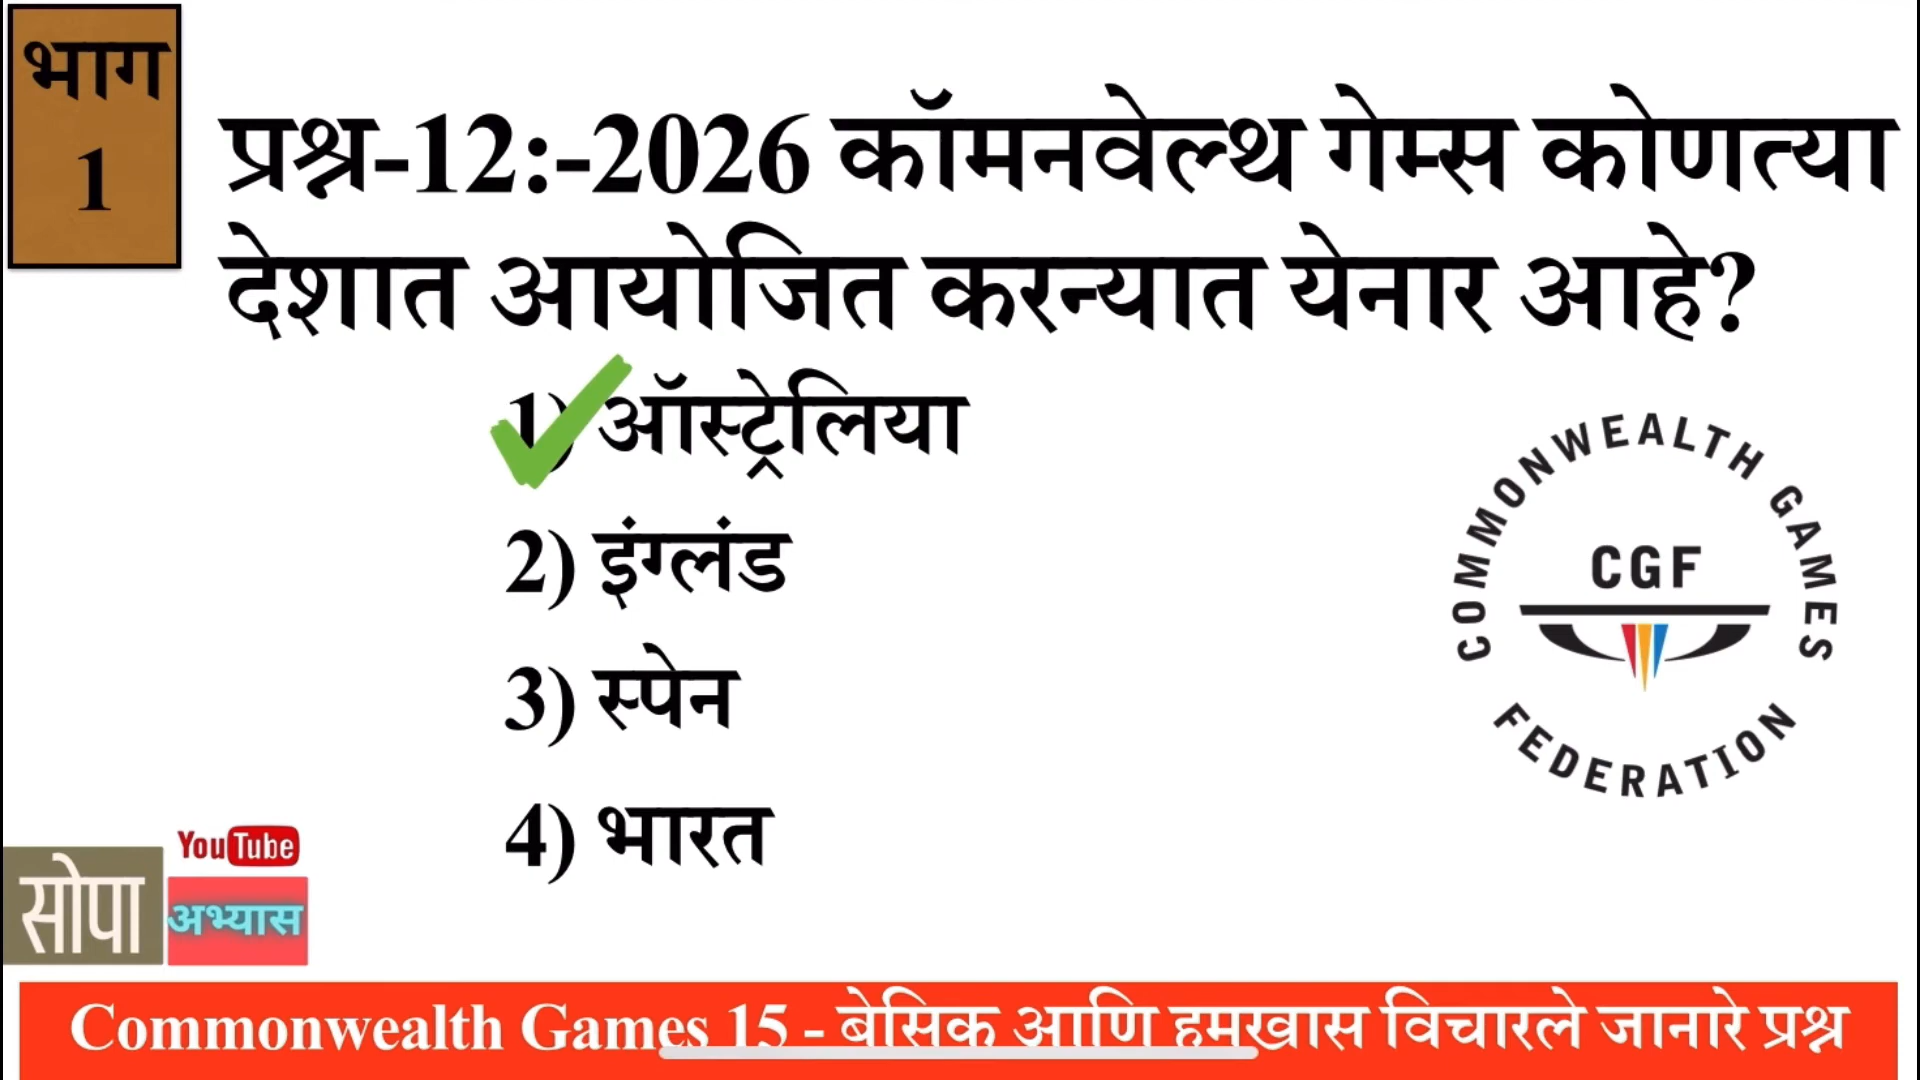 भाग
1
प्रश्न-12:-2026 कॉमनवेल्थ गेम्स कोणत्या
देशात आयोजित करन्यात येनार आहे?
1) ऑस्ट्रेलिया
2) इंग्लंड
3) स्पेन
4) भारत
COMMONWEALTH GAMES
CGF
FEDERATION
YouTube
सोपा
अभ्यास
Commonwealth Games 15 - बेसिक आणि हमखास विचारले जानारे प्रश्न